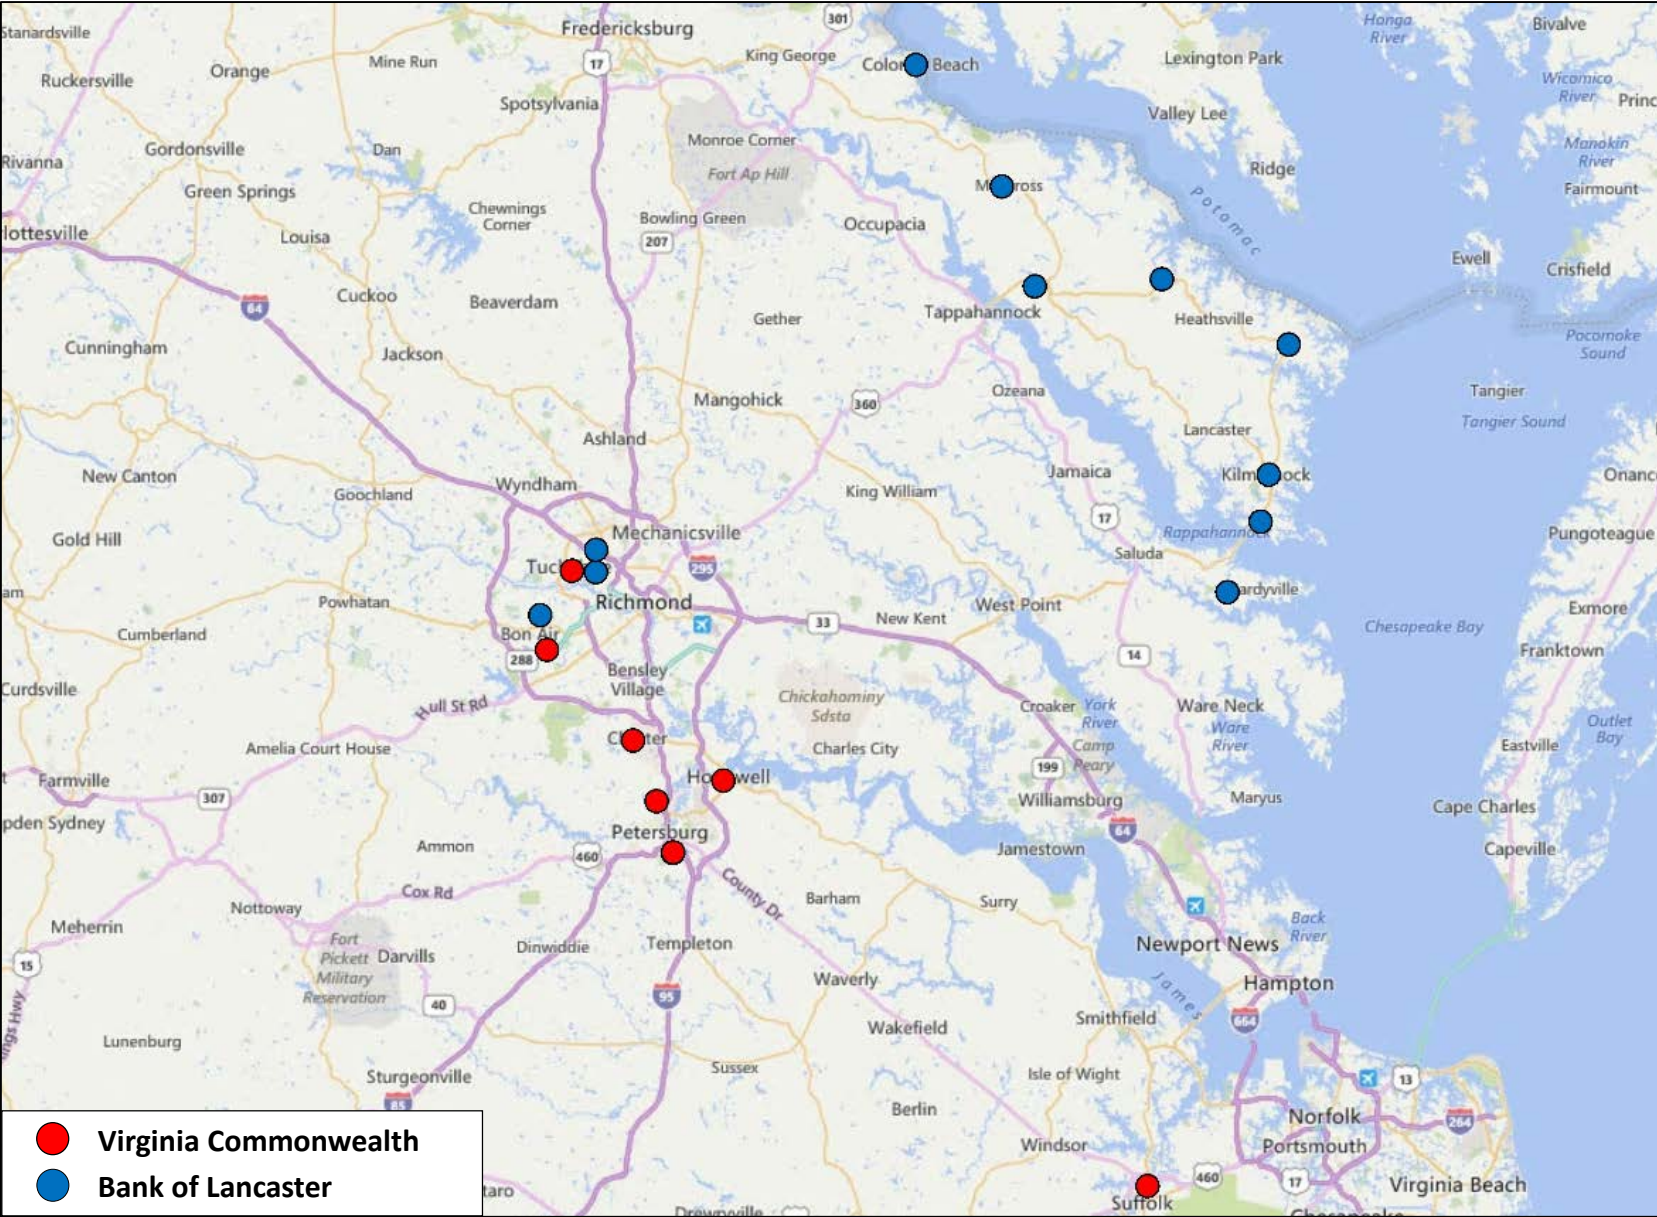 Stanardsville
Fredericksburg
301
Honga
River
Bivalve
Ruckersville
Orange
Mine Run
17
King George
Beach
Lexington Park
Wicomico
River
Spotsylvania
Valley Lee
Monroe Corner
Manokin
River
Rivanna
Gordonsville
Dan
Ridge
Fort Ap Hill
Fairmount
Green Springs
Chewnings
Corner
Bowling Green
Occupacia
Potomac
Louisa
207
Ewell
Crisfield
64
Cuckoo
Beaverdam
Gether
Tappahannock
Heathsville
Cunningham
Jackson
Pocomoke
Sound
Mangohick
360
Ozeana
Tangier
Tangier Sound
Ashland
Lancaster
New Canton
Wyndham
Goochland
King William
Jamaica
17
Gold Hill
Mechanicsville
Saluda
Pungoteague
295
Powhatan
Richmond
West Point
Exmore
Cumberland
33
New Kent
Chesapeake Bay
Bon Air
288
14
Franktown
Curdsville
Bensley
Village
Chickahominy
Sdsta
Hull St Rd
Croaker
York
River
Ware Neck
Ware
River
Outlet
Bay
Amelia Court House
Charles City
Camp
Peary
Eastville
Farmville
199
307
Williamsburg
Maryus
Cape Charles
Petersburg
64
Ammon
460
Jamestown
Capeville
Cox Rd
County Dr
Barham
Surry
Nottoway
Meherrin
Back
River
Fort
Pickett
Military
Reservation
Darvills
Dinwiddie
Templeton
Newport News
15
Waverly
Hampton
James
40
95
Wakefield
Smithfield
664
Lunenburg
Sussex
Isle of Wight
Sturgeonville
13
85
Berlin
Norfolk
264
Windsor
Portsmouth
Virginia Commonwealth
460
17
Virginia Beach
Bank of Lancaster
Suffolk